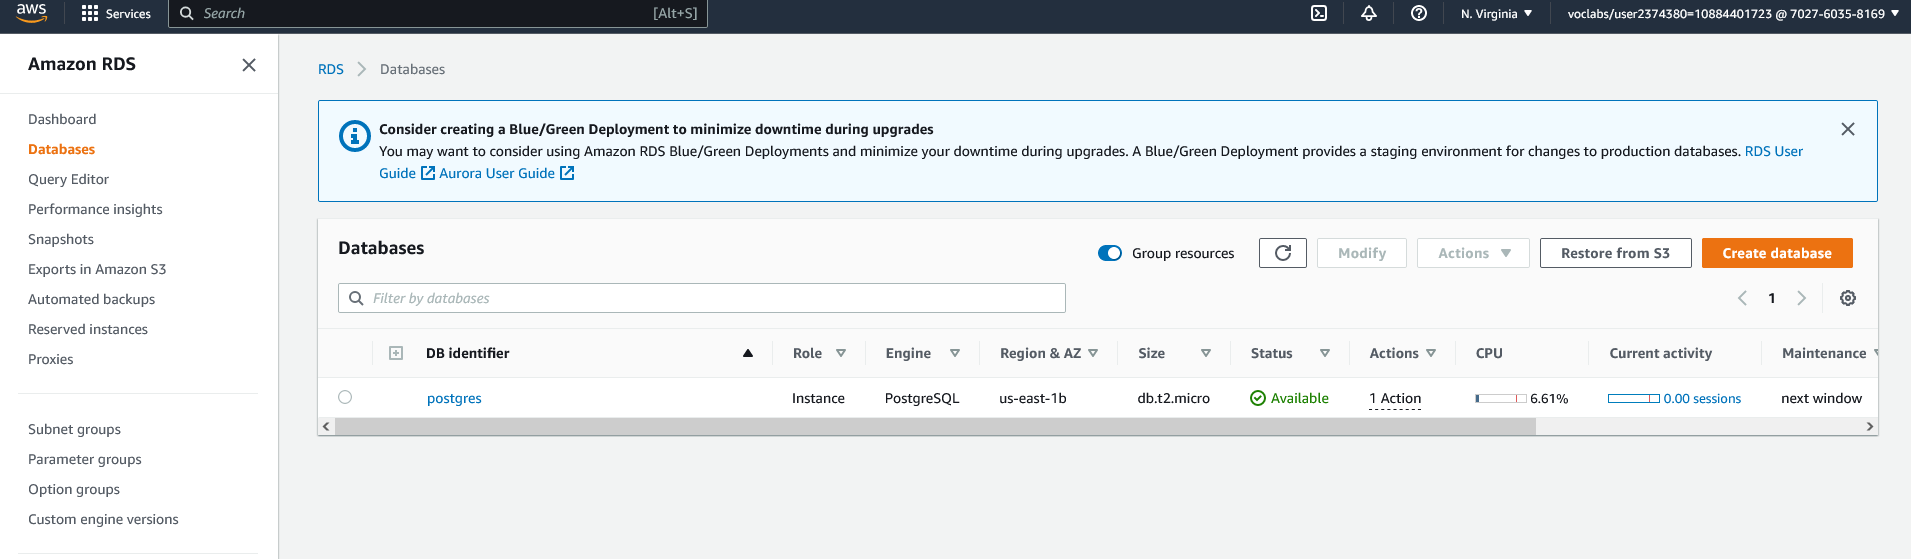 aws
Services
Search
[Alt+S]
N. Virginia
voclabs/user2374380=10884401723 @ 7027-6035-8169
Amazon RDS
Dashboard
Databases
Query Editor
Performance insights
Snapshots
Exports in Amazon S3
Automated backups
Reserved instances
Proxies
Subnet groups
Parameter groups
Option groups
Custom engine versions
RDS > Databases
Consider creating a Blue/Green Deployment to minimize downtime during upgrades
You may want to consider using Amazon RDS Blue/Green Deployments and minimize your downtime during upgrades. A Blue/Green Deployment provides a staging environment for changes to production databases. RDS User
Guide Aurora User Guide
Databases
Group resources
Modify
Actions
Restore from S3
Create database
Filter by databases
1
DB identifier Role Engine Region & AZ Size Status Actions CPU Current activity Maintenance
postgres Instance PostgreSQL us-east-1b db.t2.micro Available 1 Action 6.61% 0.00 sessions next window